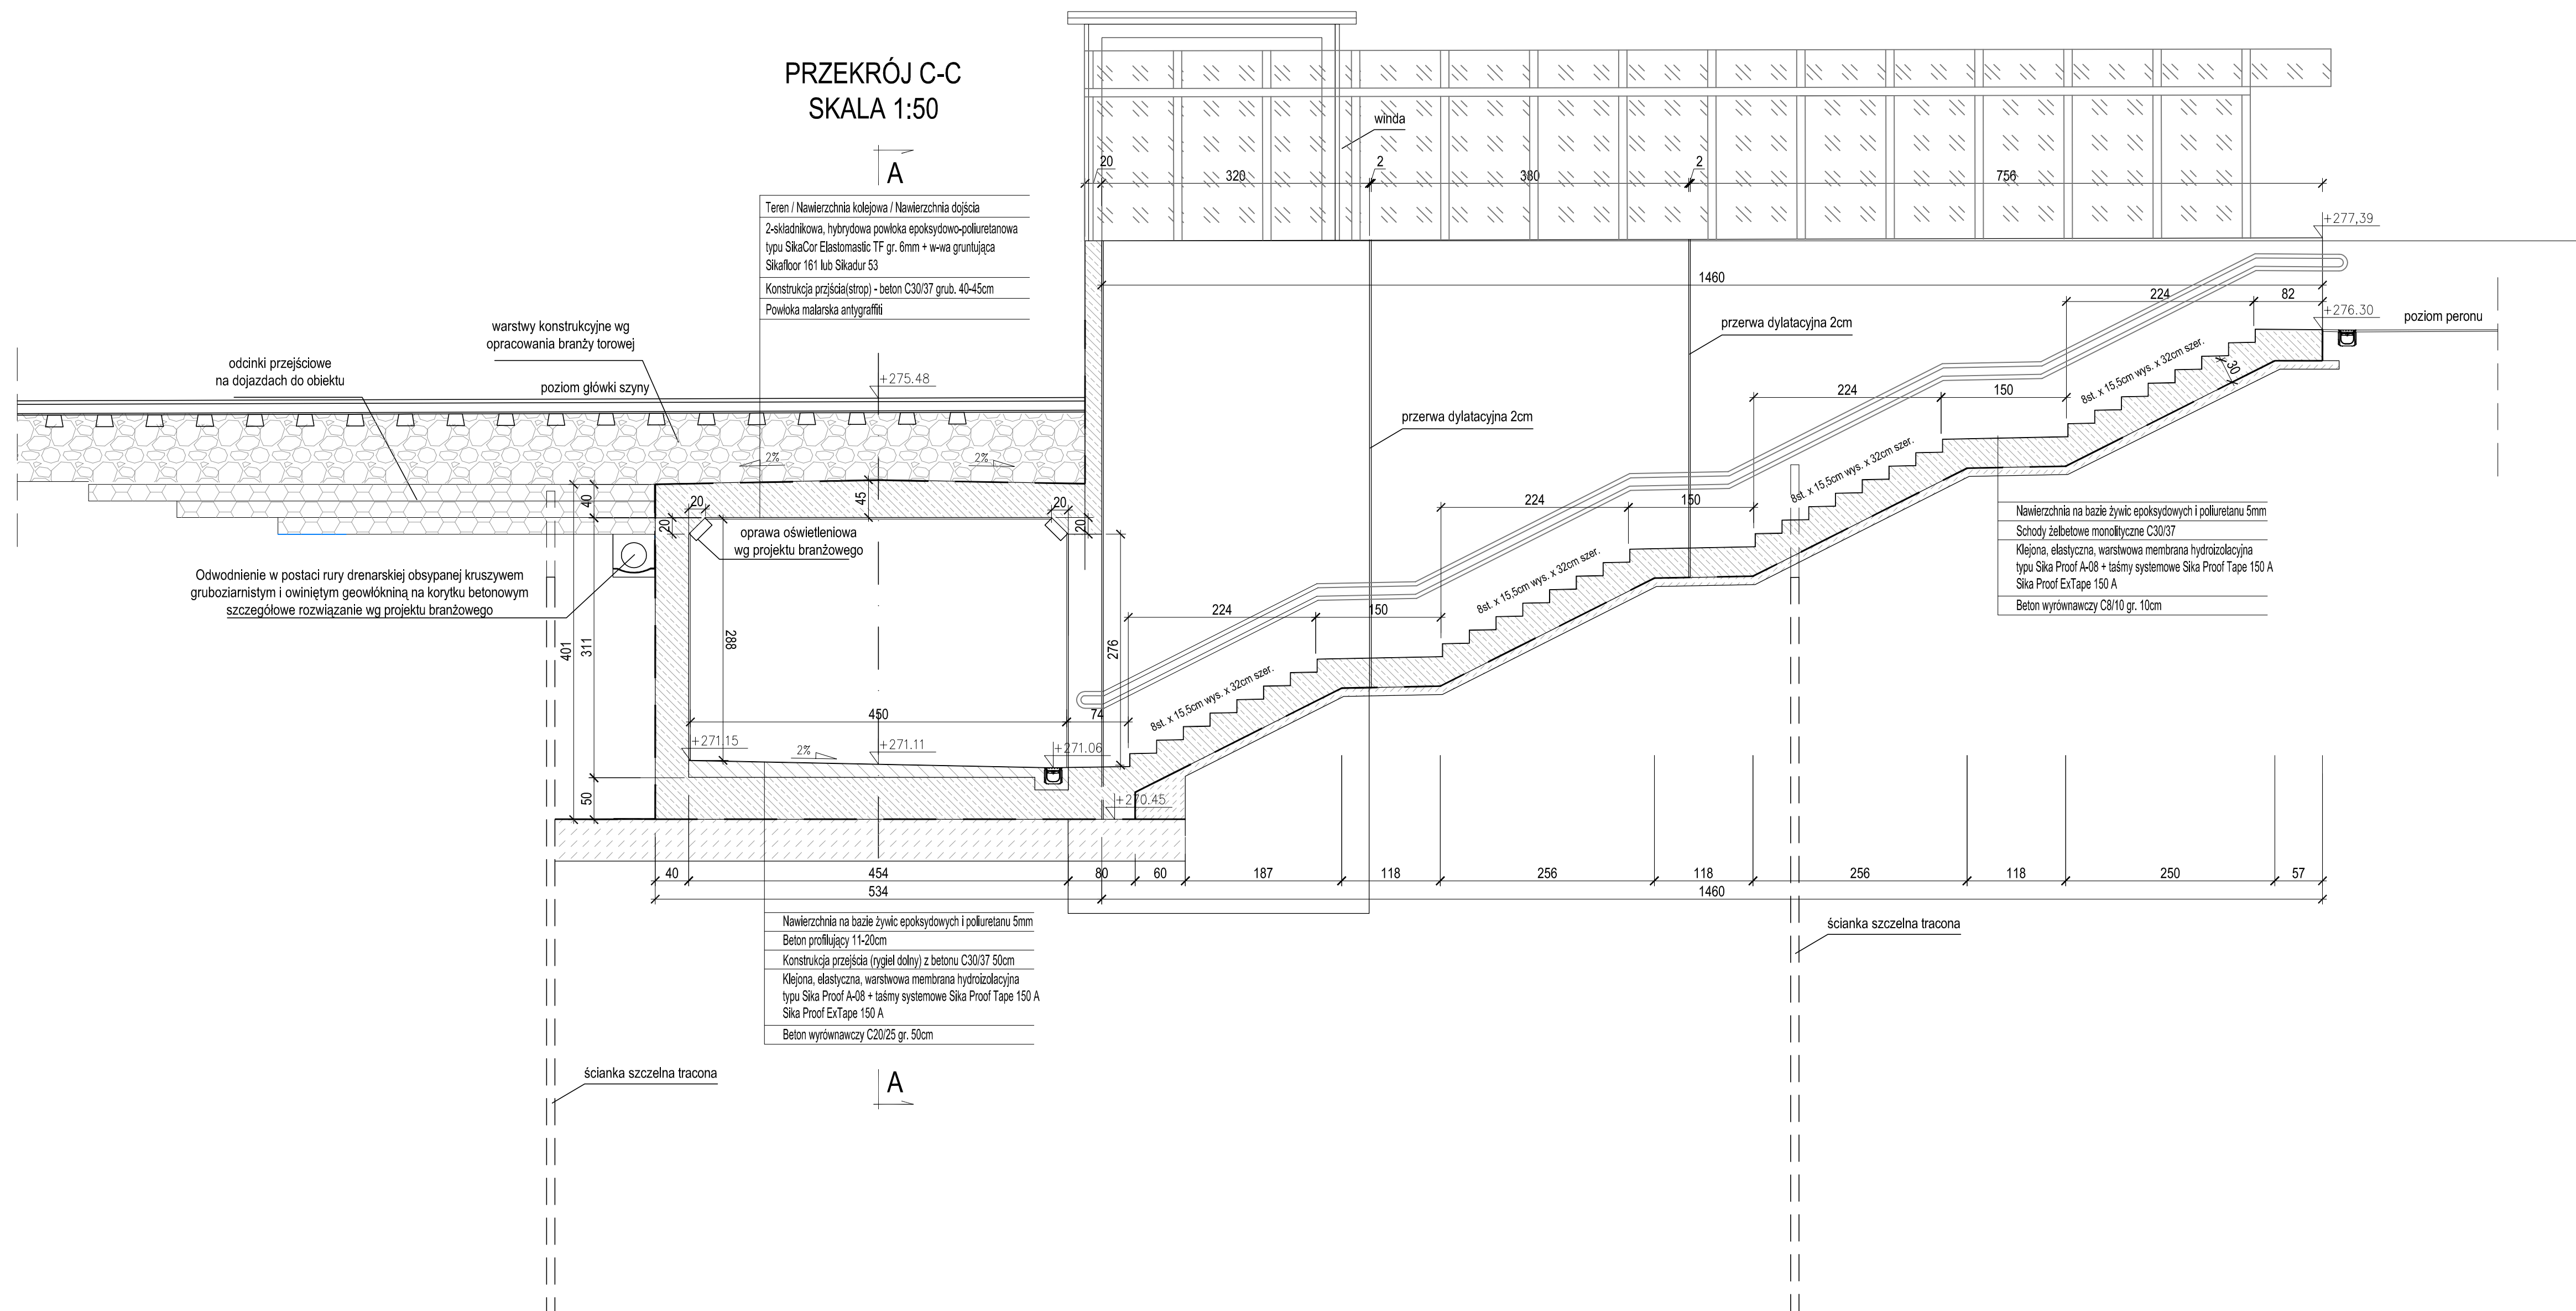 PRZEKRÓJ C-C
SKALA 1:50
A
Teren / Nawierzchnia kolejowa / Nawierzchnia dojścia
2-składnikowa, hybrydowa powłoka epoksydowo-poliuretanowa
typu SikaCor Elastomastic TF gr. 6mm + w-wa gruntująca
Sikafloor 161 lub Sikadur 53
Konstrukcja przjścia(strop) - beton C30/37 grub. 40-45cm
Powłoka malarska antygraffiti
winda
20
320
2
380
2
756
+277,39
1460
224
82
+276.30
poziom peronu
przerwa dylatacyjna 2cm
przerwa dylatacyjna 2cm
warstwy konstrukcyjne wg
opracowania branży torowej
odcinki przejściowe
na dojazdach do obiektu
poziom główki szyny
+275.48
2%
2%
8st. x 15,5cm wys. x 32cm szer.
30
224
150
8st. x 15,5cm wys. x 32cm szer.
224
150
8st. x 15,5cm wys. x 32cm szer.
224
150
8st. x 15,5cm wys. x 32cm szer.
40
45
20
20
20
20
oprawa oświetleniowa
wg projektu branżowego
Odwodnienie w postaci rury drenarskiej obsypanej kruszywem
gruboziarnistym i owiniętym geowłókniną na korytku betonowym
szczegółowe rozwiązanie wg projektu branżowego
401
311
288
276
50
450
74
+271.15
2%
+271.11
+271.06
+270.45
Nawierzchnia na bazie żywic epoksydowych i poliuretanu 5mm
Schody żelbetowe monolityczne C30/37
Klejona, elastyczna, warstwowa membrana hydroizolacyjna
typu Sika Proof A-08 + taśmy systemowe Sika Proof Tape 150 A
Sika Proof ExTape 150 A
Beton wyrównawczy C8/10 gr. 10cm
40
454
80
60
187
118
256
118
256
118
250
57
534
1460
Nawierzchnia na bazie żywic epoksydowych i poliuretanu 5mm
Beton profilujący 11-20cm
Konstrukcja przejścia (rygiel dolny) z betonu C30/37 50cm
Klejona, elastyczna, warstwowa membrana hydroizolacyjna
typu Sika Proof A-08 + taśmy systemowe Sika Proof Tape 150 A
Sika Proof ExTape 150 A
Beton wyrównawczy C20/25 gr. 50cm
ścianka szczelna tracona
ścianka szczelna tracona
A